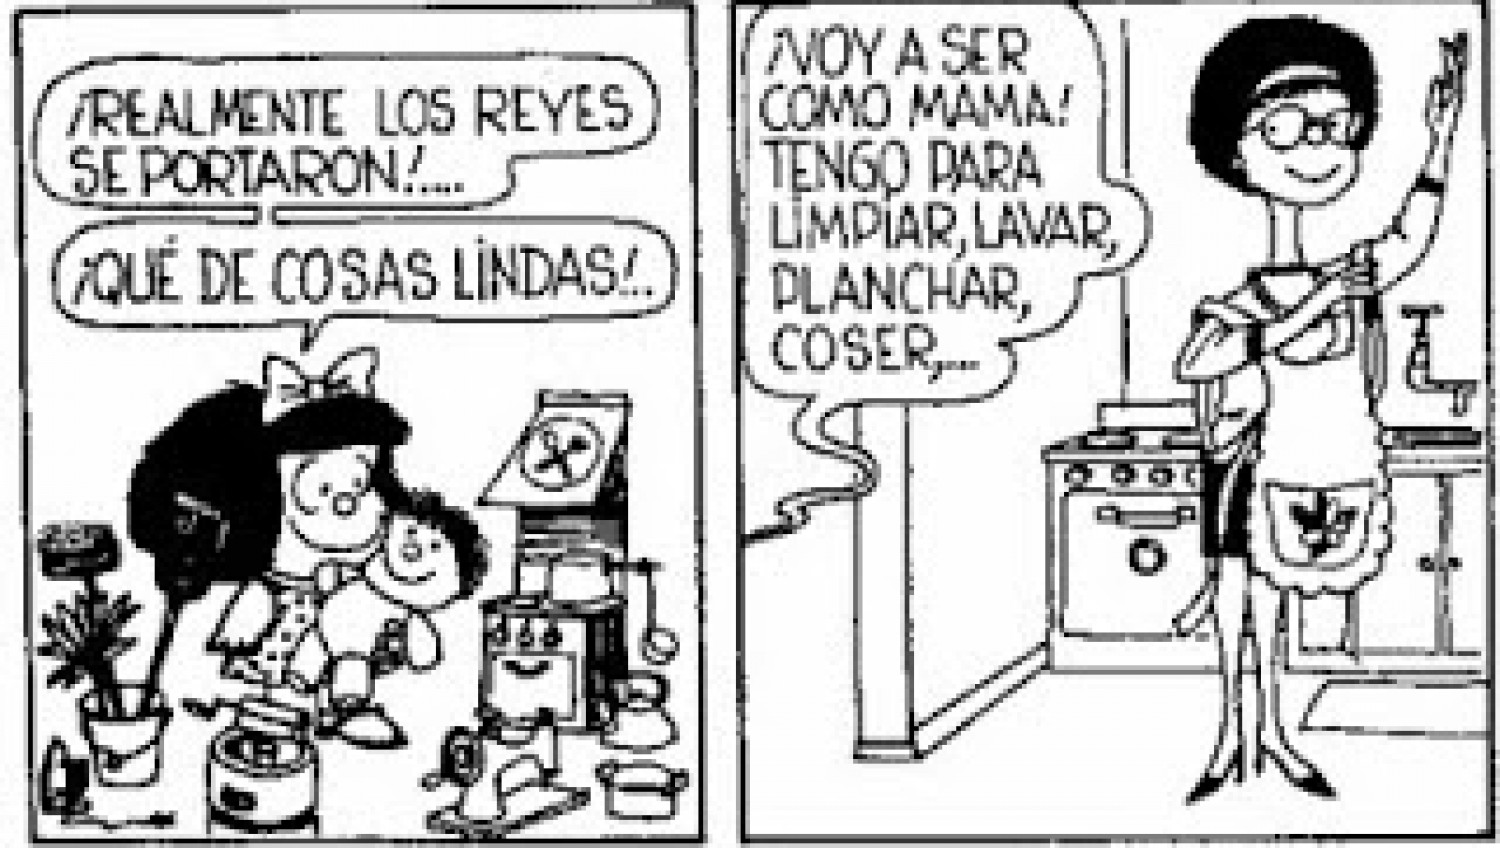 ¡REALMENTE LOS REYES
SE PORTARON!....
¡QUÉ DE COSAS LINDAS!..
¡VOY A SER
COMO MAMA!
TENGO PARA
LIMPIAR, LAVAR,
PLANCHAR,
COSER,...